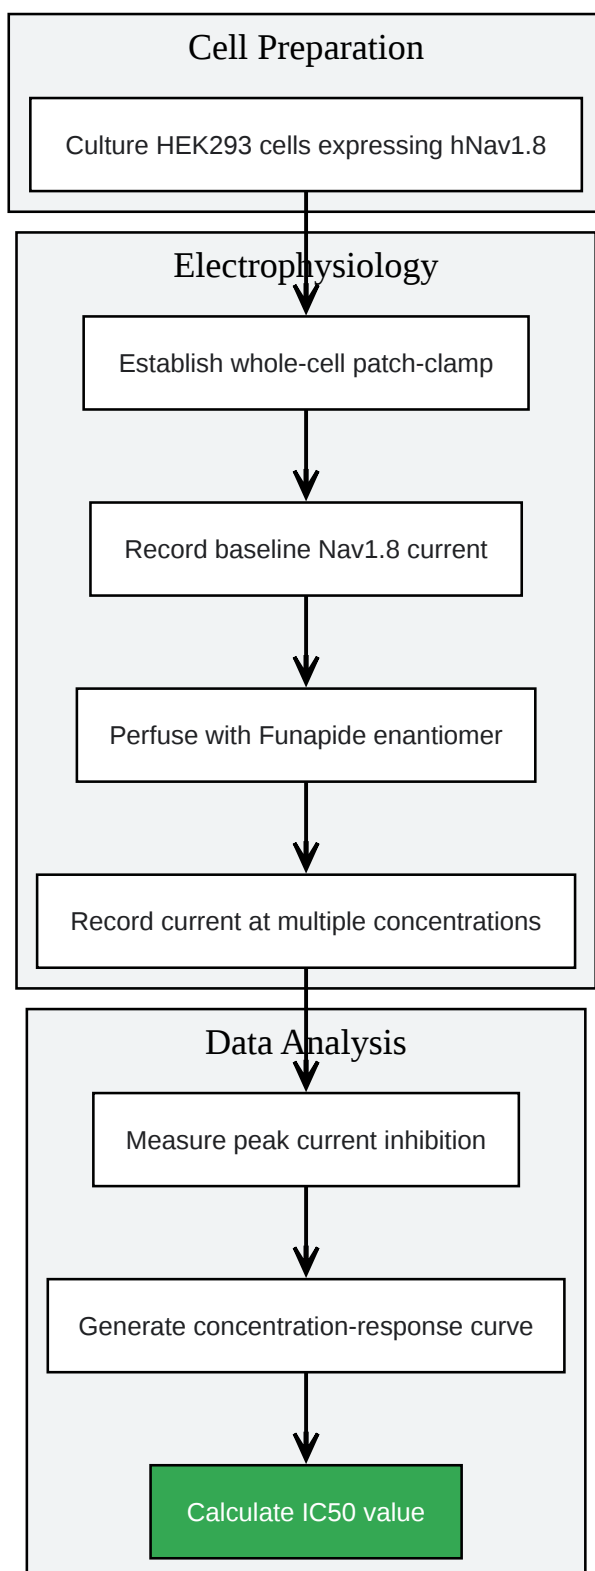 Cell Preparation
Culture HEK293 cells expressing hNav1.8
Electrophysiology
Establish whole-cell patch-clamp
Record baseline Nav1.8 current
Perfuse with Funapide enantiomer
Record current at multiple concentrations
Data Analysis
Measure peak current inhibition
Generate concentration-response curve
Calculate IC50 value